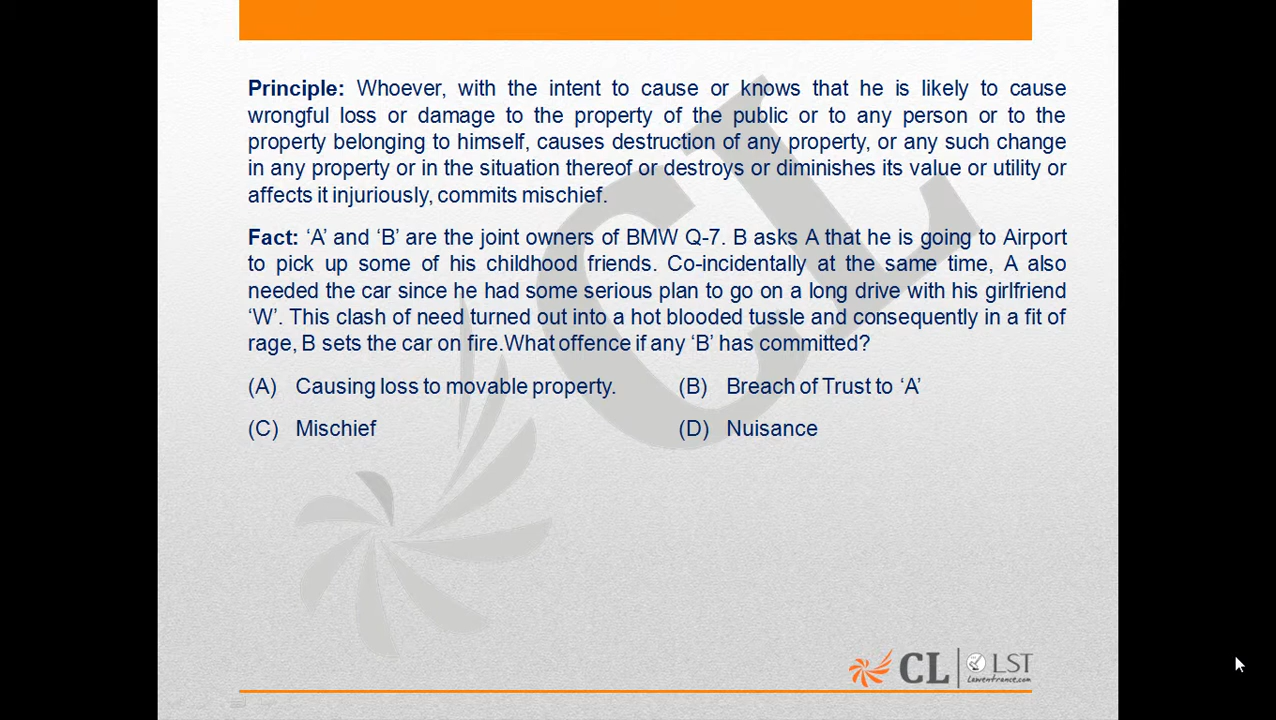 Principle: Whoever, with the intent to cause or knows that he is likely to cause
wrongful loss or damage to the property of the public or to any person or to the
property belonging to himself, causes destruction of any property, or any such change
in any property or in the situation thereof or destroys or diminishes its value or utility or
affects it injuriously, commits mischief.
Fact: ‘A’ and ‘B’ are the joint owners of BMW Q-7. B asks A that he is going to Airport
to pick up some of his childhood friends. Co-incidentally at the same time, A also
needed the car since he had some serious plan to go on a long drive with his girlfriend
‘W’. This clash of need turned out into a hot blooded tussle and consequently in a fit of
rage, B sets the car on fire.What offence if any ‘B’ has committed?
(A) Causing loss to movable property. (B) Breach of Trust to ‘A’
(C) Mischief (D) Nuisance
CL
CL LST
Lawentrance.com